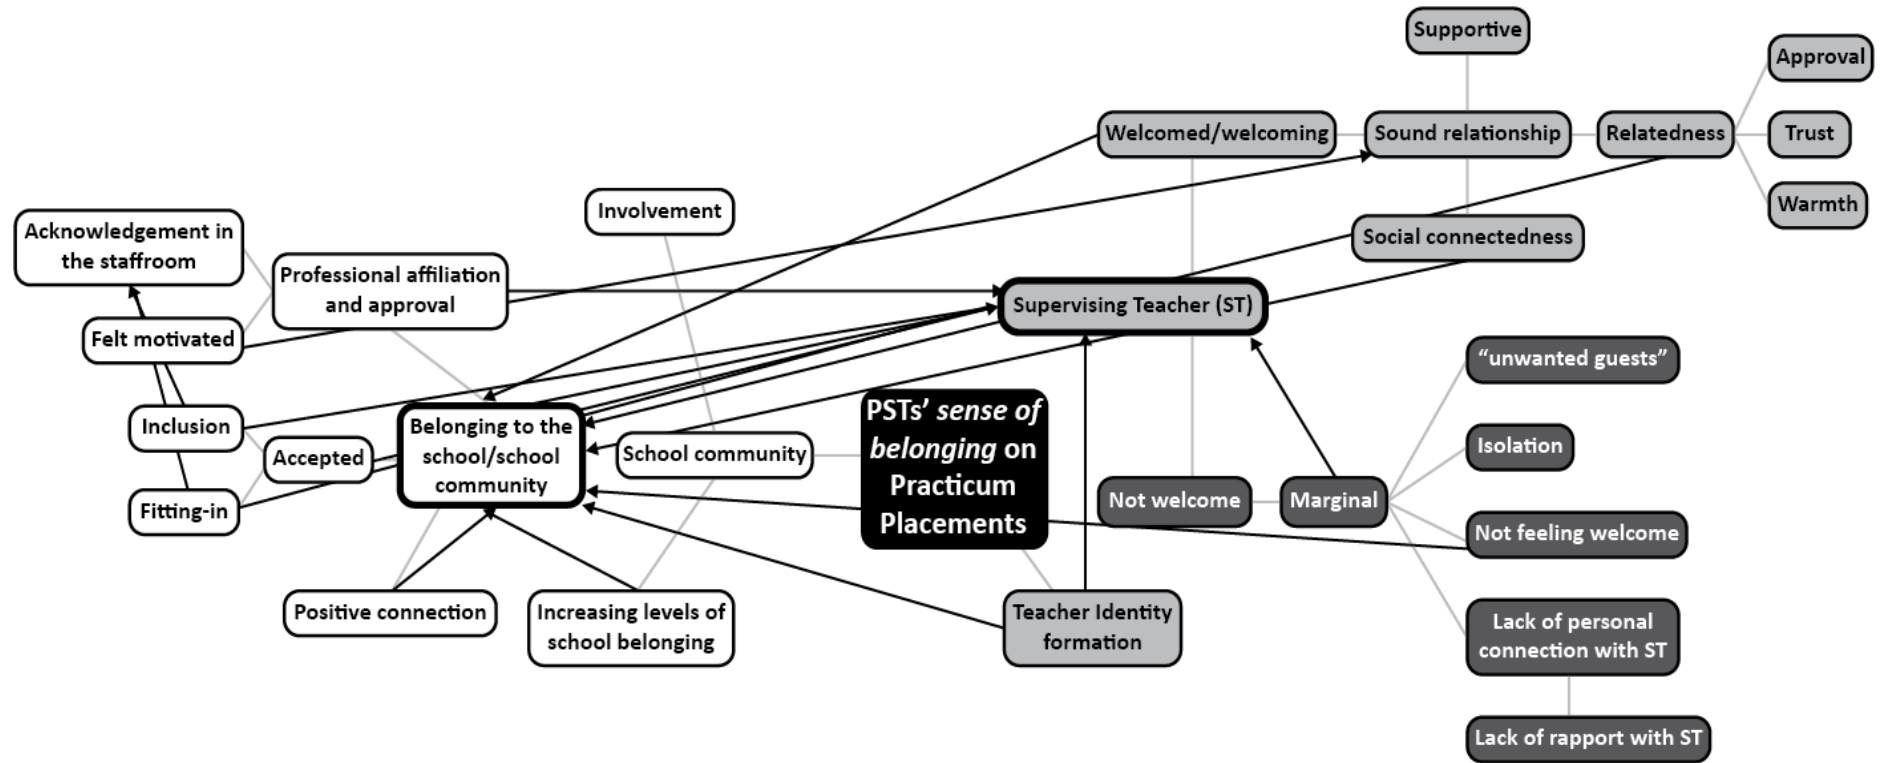 Supportive
Approval
Welcomed/welcoming
Sound relationship
Relatedness
Trust
Warmth
Involvement
Acknowledgement in
the staffroom
Social connectedness
Professional affiliation
and approval
Supervising Teacher (ST)
Felt motivated
“unwanted guests”
PSTs’ sense of
belonging on
Practicum
Placements
Inclusion
Belonging to the
school/school
community
Accepted
School community
Isolation
Fitting-in
Not welcome
Marginal
Not feeling welcome
Positive connection
Increasing levels of
school belonging
Teacher Identity
formation
Lack of personal
connection with ST
Lack of rapport with ST